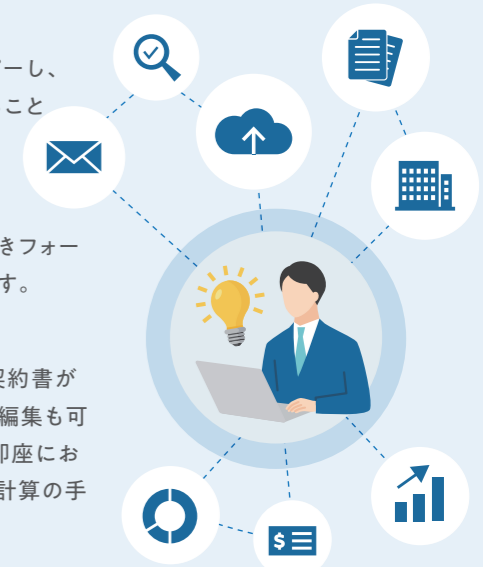 ーし、
こと
きフォー
す。
契約書が
編集も可
即座にお
計算の手
$